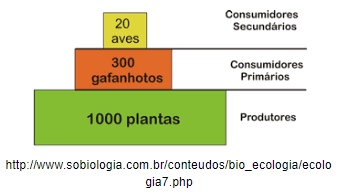 20
aves
Consumidores
Secundários
300
gafanhotos
Consumidores
Primários
1000 plantas
Produtores
http://www.sobiologia.com.br/conteudos/bio_ecologia/ecolo
gia7.php